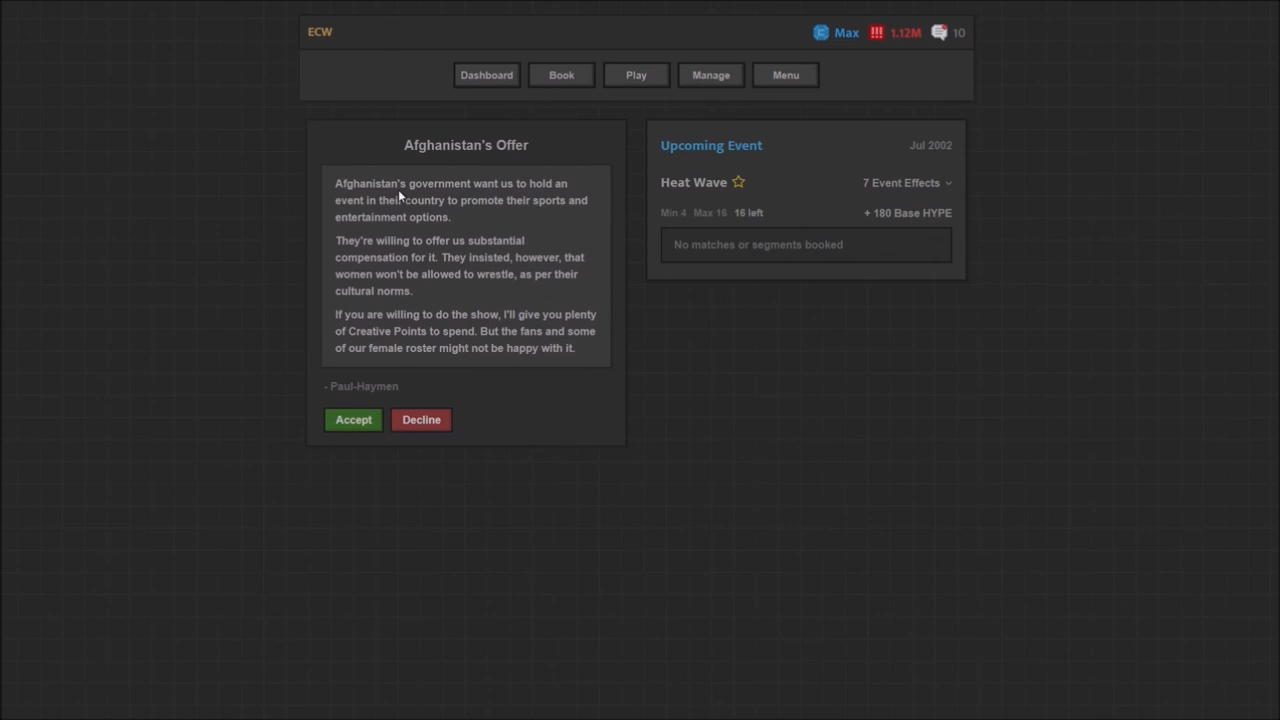 ECW
Max
1.12M
10
Dashboard
Book
Play
Manage
Menu
Afghanistan's Offer
Afghanistan's government want us to hold an
event in their country to promote their sports and
entertainment options.
They're willing to offer us substantial
compensation for it. They insisted, however, that
women won't be allowed to wrestle, as per their
cultural norms.
If you are willing to do the show, I'll give you plenty
of Creative Points to spend. But the fans and some
of our female roster might not be happy with it.
- Paul-Haymen
Accept
Decline
Upcoming Event
Jul 2002
Heat Wave
7 Event Effects
Min 4 Max 16 16 left
+ 180 Base HYPE
No matches or segments booked